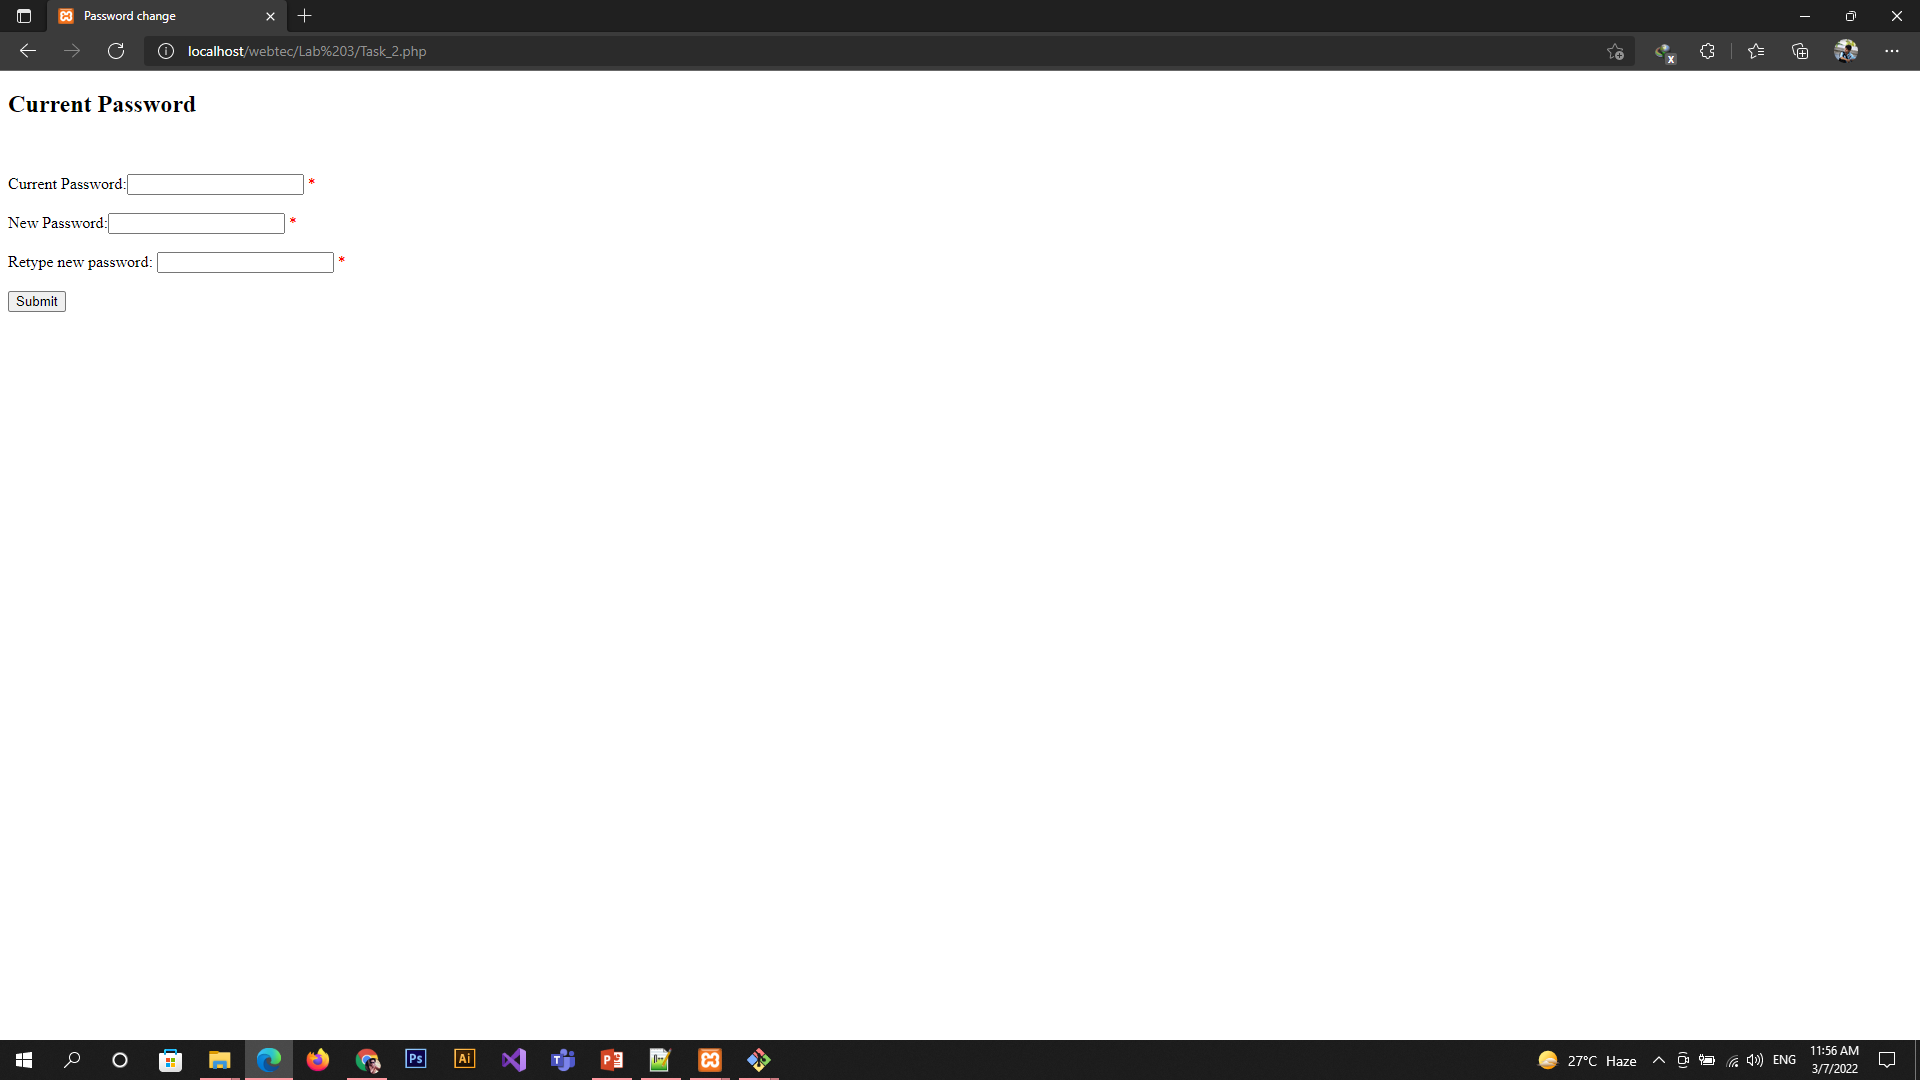 Password change
localhost/webtec/Lab%203/Task_2.php
x
Current Password
Current Password: *
New Password: *
Retype new password: *
Submit
Ps
Ai
27°C Haze
ENG
11:56 AM
3/7/2022